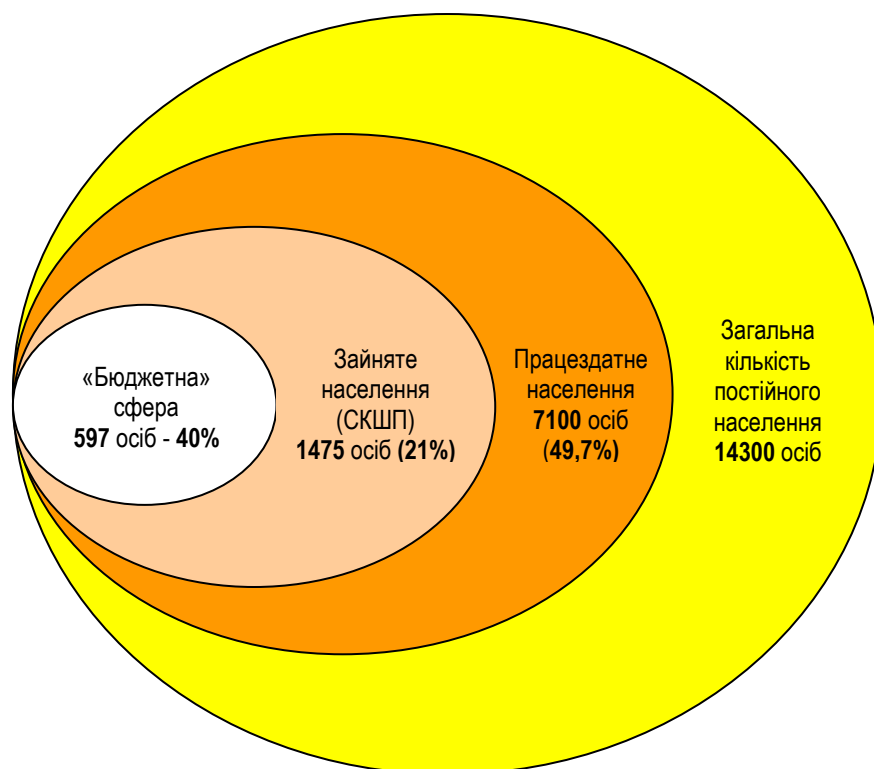 «Бюджетна»
сфера
597 осіб - 40%
Зайняте
населення
(СКШП)
1475 осіб (21%)
Працездатне
населення
7100 осіб
(49,7%)
Загальна
кількість
постійного
населення
14300 осіб